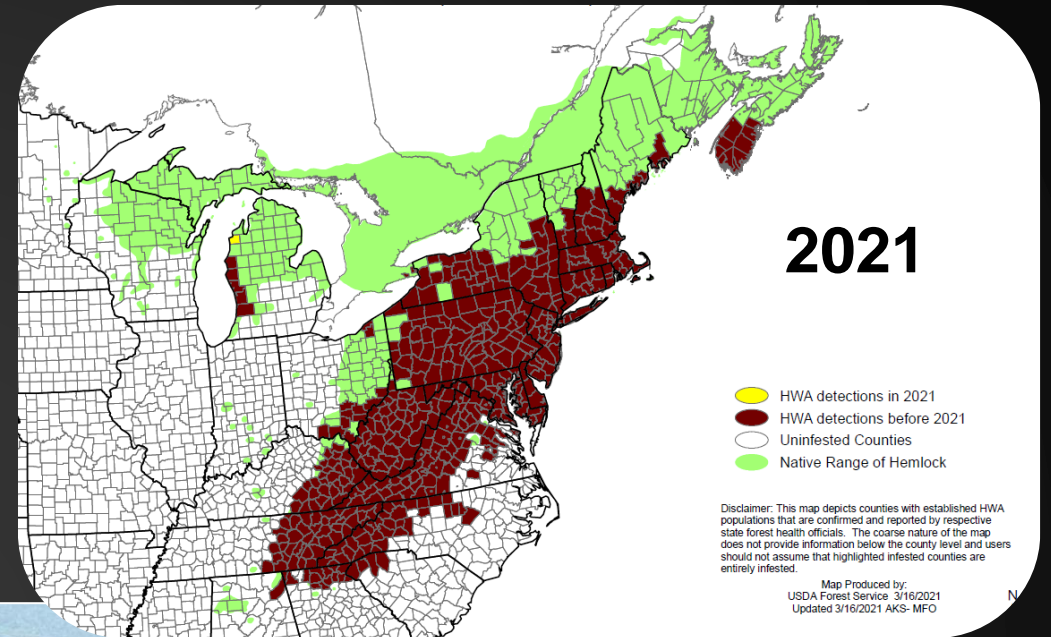 2021
HWA detections in 2021
HWA detections before 2021
Uninfested Counties
Native Range of Hemlock
Disclaimer: This map depicts counties with established HWA
populations that are confirmed and reported by respective
state forest health officials. The coarse nature of the map
does not provide information below the county level and users
should not assume that highlighted infested counties are
entirely infested.
Map Produced by:
USDA Forest Service 3/16/2021
N
Updated 3/16/2021 AKS- MFO